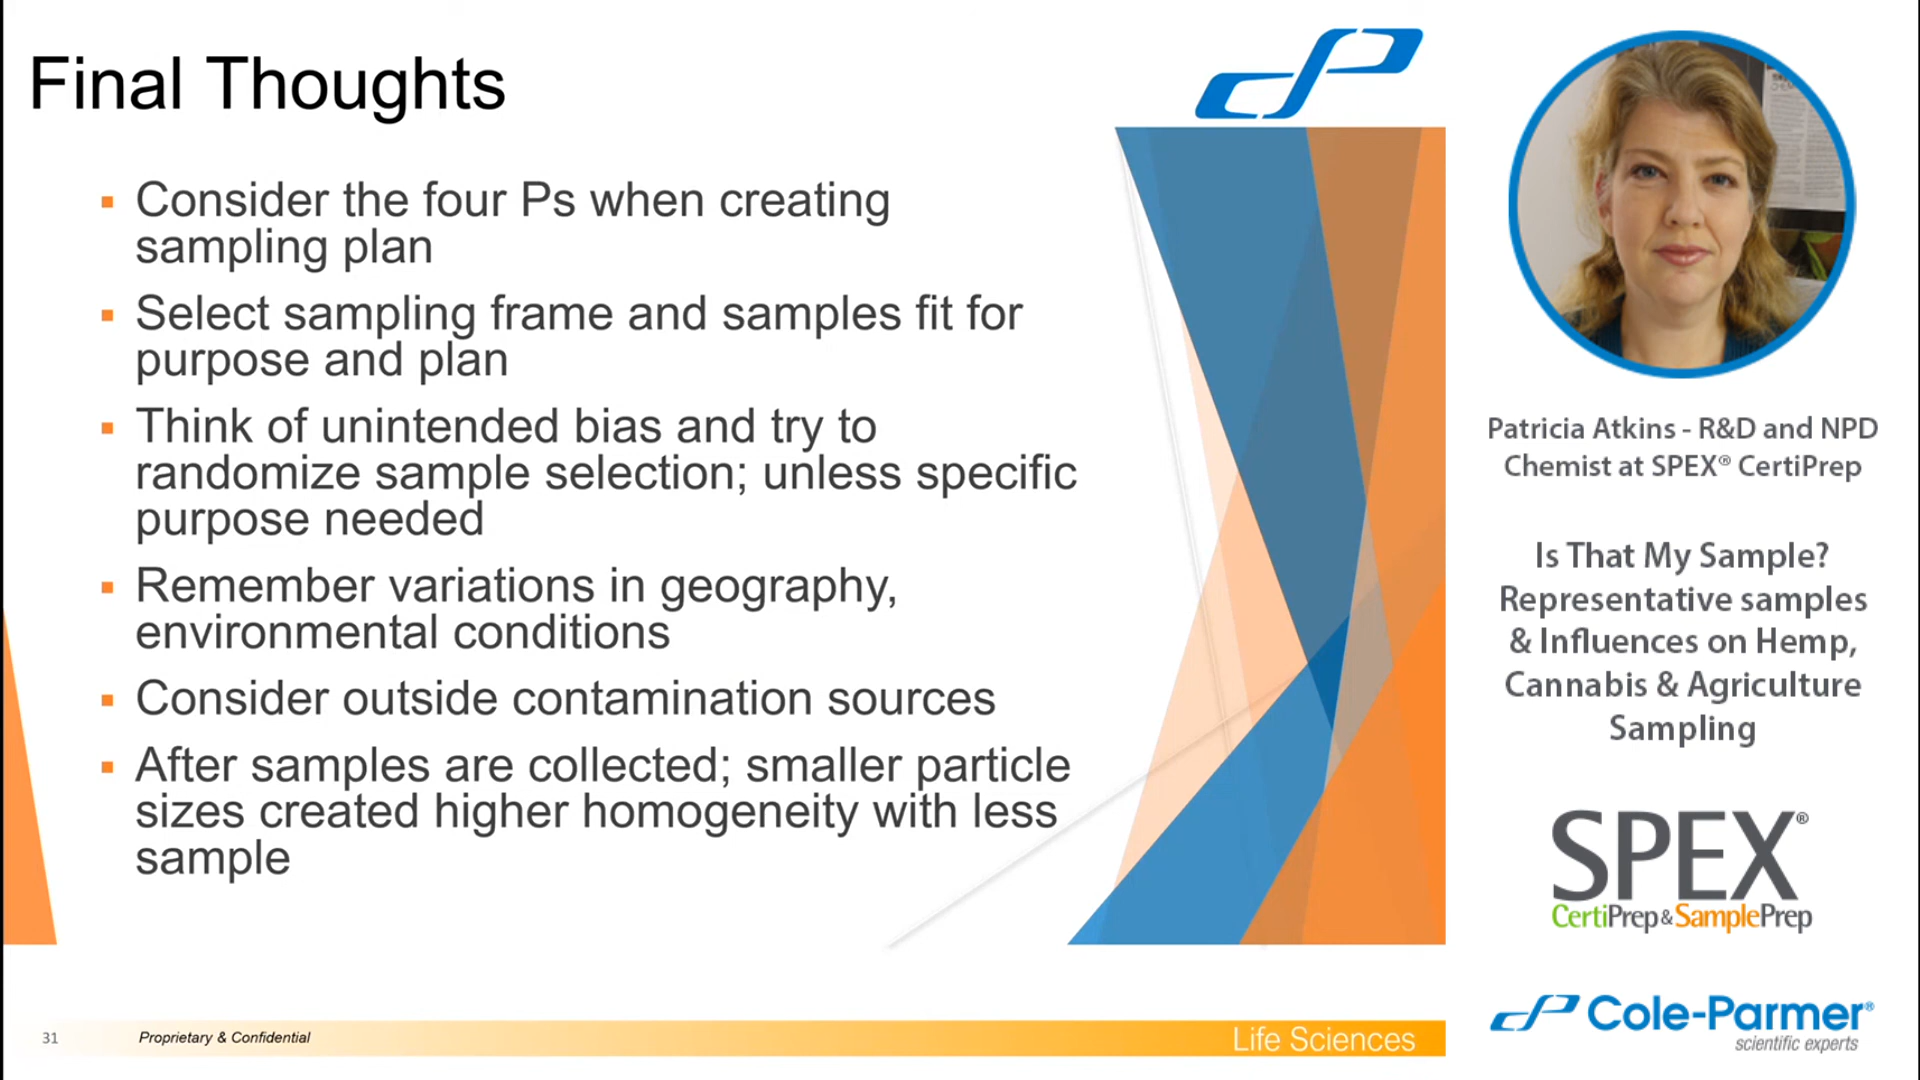 Final Thoughts
Consider the four Ps when creating
sampling plan
Select sampling frame and samples fit for
purpose and plan
Think of unintended bias and try to
randomize sample selection; unless specific
purpose needed
Remember variations in geography,
environmental conditions
Consider outside contamination sources
After samples are collected; smaller particle
sizes created higher homogeneity with less
sample
31
Proprietary & Confidential
Life Sciences
Patricia Atkins - R&D and NPD
Chemist at SPEX® CertiPrep
Is That My Sample?
Representative samples
& Influences on Hemp,
Cannabis & Agriculture
Sampling
SPEX®
CertiPrep & SamplePrep
Cole-Parmer®
scientific experts